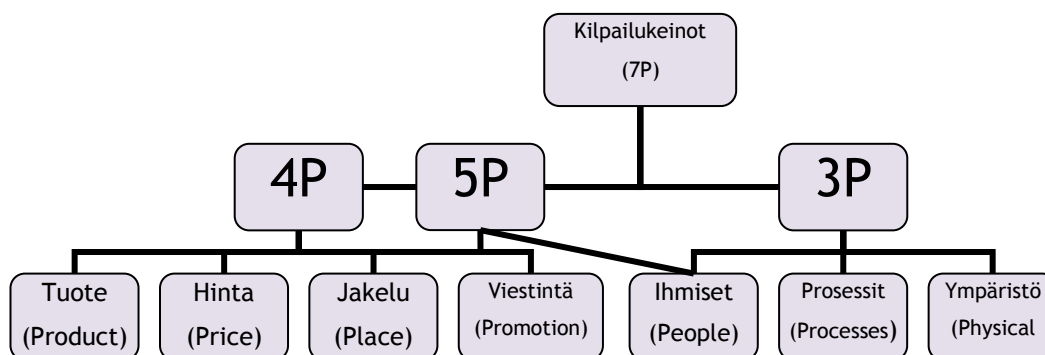 Kilpailukeinot
(7P)
4P
5P
3P
Tuote
(Product)
Hinta
(Price)
Jakelu
(Place)
Viestintä
(Promotion)
Ihmiset
(People)
Prosessit
(Processes)
Ympäristö
(Physical